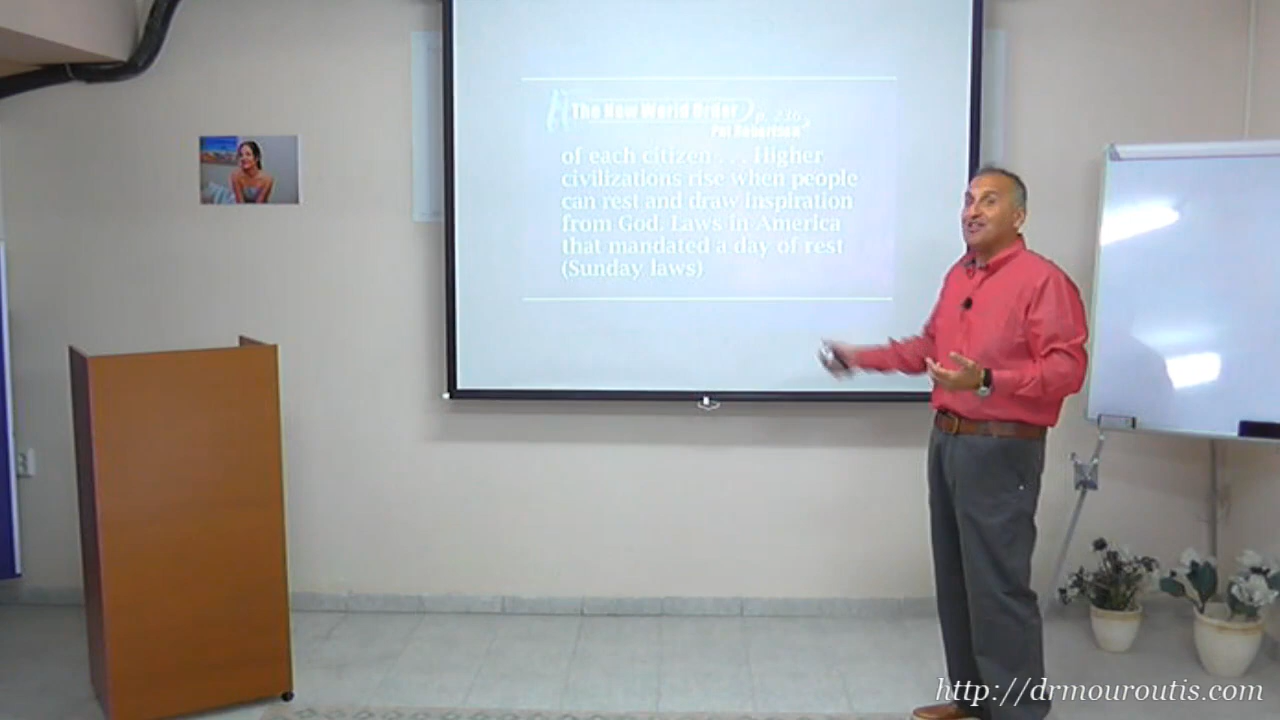 The New World Order p. 236,
Pat Robertson
of each citizen . . . Higher
civilizations rise when people
can rest and draw inspiration
from God. Laws in America
that mandated a day of rest
(Sunday laws)
http://drmouroutis.com